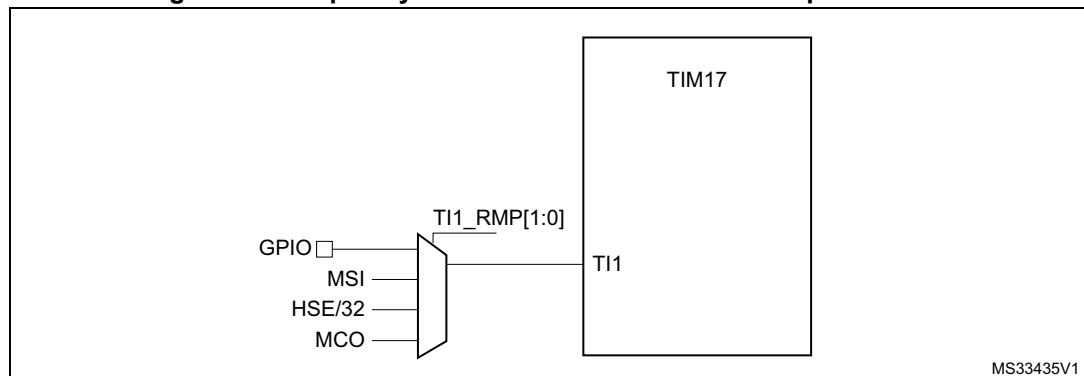 TIM17
TI1_RMP[1:0]
GPIO
TI1
MSI
HSE/32
MCO
MS33435V1